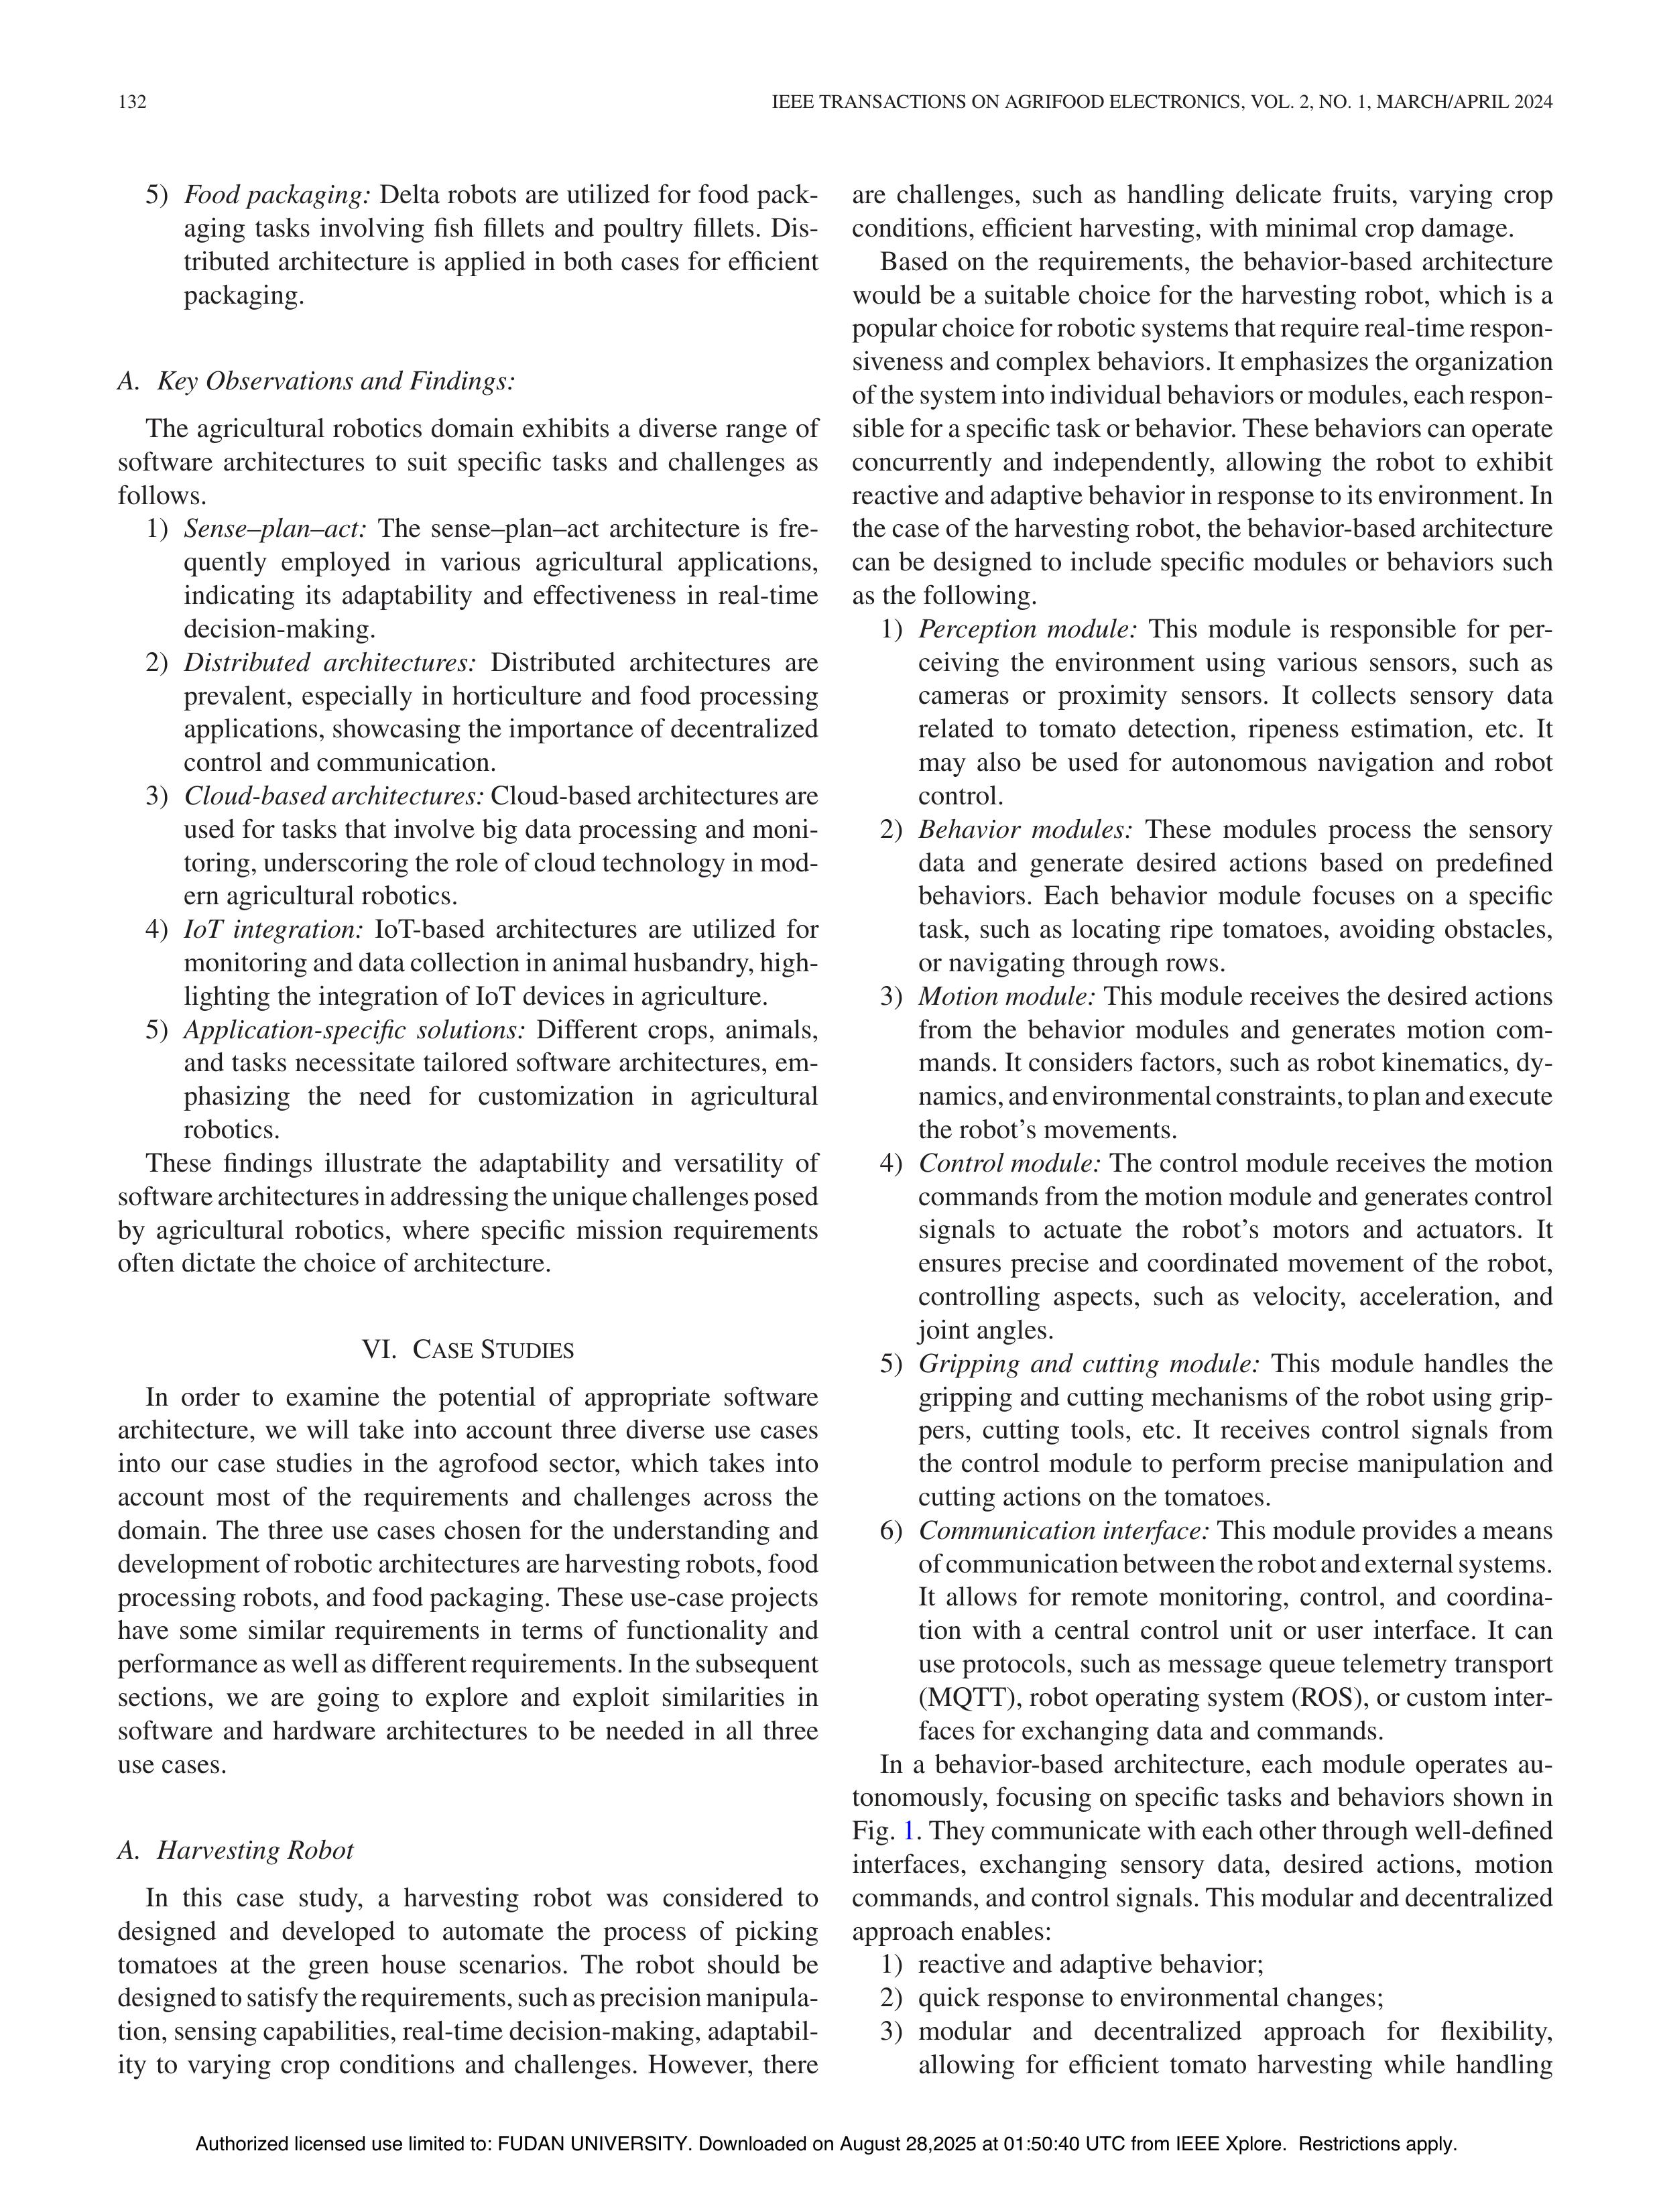 132
IEEE TRANSACTIONS ON AGRIFOOD ELECTRONICS, VOL. 2, NO. 1, MARCH/APRIL 2024
5) Food packaging: Delta robots are utilized for food pack-
aging tasks involving fish fillets and poultry fillets. Dis-
tributed architecture is applied in both cases for efficient
packaging.
A. Key Observations and Findings:
The agricultural robotics domain exhibits a diverse range of
software architectures to suit specific tasks and challenges as
follows.
1) Sense–plan–act: The sense–plan–act architecture is fre-
quently employed in various agricultural applications,
indicating its adaptability and effectiveness in real-time
decision-making.
2) Distributed architectures: Distributed architectures are
prevalent, especially in horticulture and food processing
applications, showcasing the importance of decentralized
control and communication.
3) Cloud-based architectures: Cloud-based architectures are
used for tasks that involve big data processing and moni-
toring, underscoring the role of cloud technology in mod-
ern agricultural robotics.
4) IoT integration: IoT-based architectures are utilized for
monitoring and data collection in animal husbandry, high-
lighting the integration of IoT devices in agriculture.
5) Application-specific solutions: Different crops, animals,
and tasks necessitate tailored software architectures, em-
phasizing the need for customization in agricultural
robotics.
These findings illustrate the adaptability and versatility of
software architectures in addressing the unique challenges posed
by agricultural robotics, where specific mission requirements
often dictate the choice of architecture.
VI. CASE STUDIES
In order to examine the potential of appropriate software
architecture, we will take into account three diverse use cases
into our case studies in the agrofood sector, which takes into
account most of the requirements and challenges across the
domain. The three use cases chosen for the understanding and
development of robotic architectures are harvesting robots, food
processing robots, and food packaging. These use-case projects
have some similar requirements in terms of functionality and
performance as well as different requirements. In the subsequent
sections, we are going to explore and exploit similarities in
software and hardware architectures to be needed in all three
use cases.
A. Harvesting Robot
In this case study, a harvesting robot was considered to
designed and developed to automate the process of picking
tomatoes at the green house scenarios. The robot should be
designed to satisfy the requirements, such as precision manipula-
tion, sensing capabilities, real-time decision-making, adaptabil-
ity to varying crop conditions and challenges. However, there
are challenges, such as handling delicate fruits, varying crop
conditions, efficient harvesting, with minimal crop damage.
Based on the requirements, the behavior-based architecture
would be a suitable choice for the harvesting robot, which is a
popular choice for robotic systems that require real-time respon-
siveness and complex behaviors. It emphasizes the organization
of the system into individual behaviors or modules, each respon-
sible for a specific task or behavior. These behaviors can operate
concurrently and independently, allowing the robot to exhibit
reactive and adaptive behavior in response to its environment. In
the case of the harvesting robot, the behavior-based architecture
can be designed to include specific modules or behaviors such
as the following.
1) Perception module: This module is responsible for per-
ceiving the environment using various sensors, such as
cameras or proximity sensors. It collects sensory data
related to tomato detection, ripeness estimation, etc. It
may also be used for autonomous navigation and robot
control.
2) Behavior modules: These modules process the sensory
data and generate desired actions based on predefined
behaviors. Each behavior module focuses on a specific
task, such as locating ripe tomatoes, avoiding obstacles,
or navigating through rows.
3) Motion module: This module receives the desired actions
from the behavior modules and generates motion com-
mands. It considers factors, such as robot kinematics, dy-
namics, and environmental constraints, to plan and execute
the robot's movements.
4) Control module: The control module receives the motion
commands from the motion module and generates control
signals to actuate the robot's motors and actuators. It
ensures precise and coordinated movement of the robot,
controlling aspects, such as velocity, acceleration, and
joint angles.
5) Gripping and cutting module: This module handles the
gripping and cutting mechanisms of the robot using grip-
pers, cutting tools, etc. It receives control signals from
the control module to perform precise manipulation and
cutting actions on the tomatoes.
6) Communication interface: This module provides a means
of communication between the robot and external systems.
It allows for remote monitoring, control, and coordina-
tion with a central control unit or user interface. It can
use protocols, such as message queue telemetry transport
(MQTT), robot operating system (ROS), or custom inter-
faces for exchanging data and commands.
In a behavior-based architecture, each module operates au-
tonomously, focusing on specific tasks and behaviors shown in
Fig. 1. They communicate with each other through well-defined
interfaces, exchanging sensory data, desired actions, motion
commands, and control signals. This modular and decentralized
approach enables:
1) reactive and adaptive behavior;
2) quick response to environmental changes;
3) modular and decentralized approach for flexibility,
allowing for efficient tomato harvesting while handling
Authorized licensed use limited to: FUDAN UNIVERSITY. Downloaded on August 28,2025 at 01:50:40 UTC from IEEE Xplore. Restrictions apply.